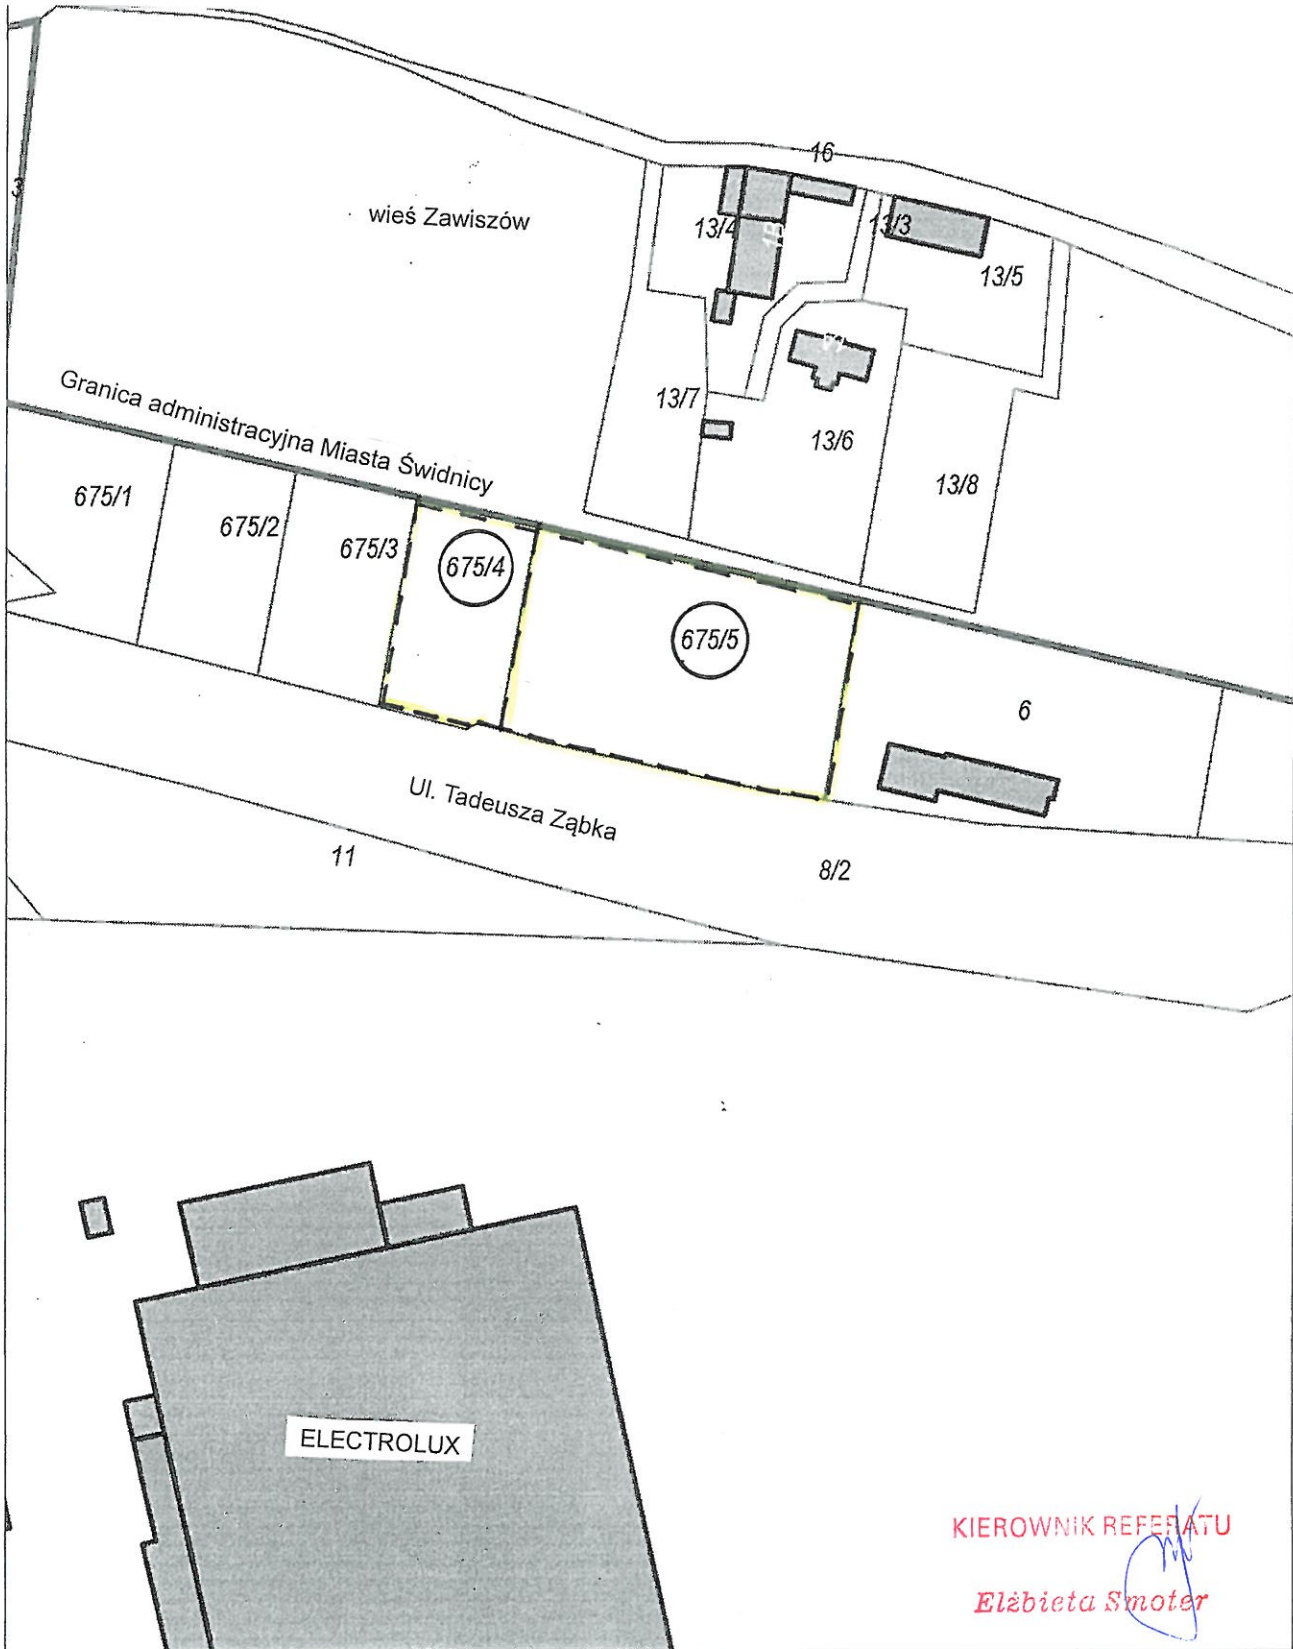 16
3
wieś Zawiszów
13/4
13/3
13/5
Granica administracyjna Miasta Świdnicy
13/7
13/6
13/8
675/1
675/2
675/3
675/4
675/5
6
Ul. Tadeusza Ząbka
11
8/2
ELECTROLUX
KIEROWNIK REFERATU
Elżbieta Smoter